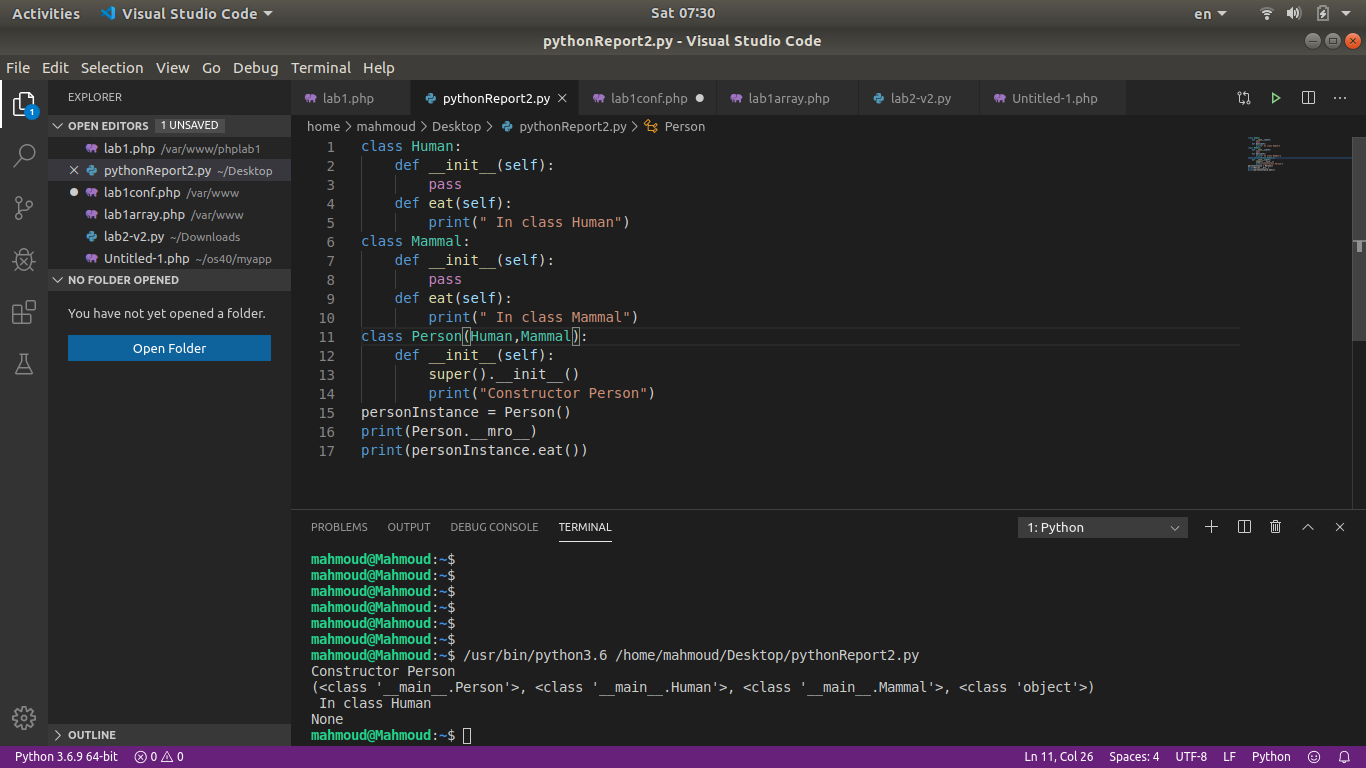 Activities Visual Studio Code Sat 07:30 en
pythonReport2.py - Visual Studio Code
File Edit Selection View Go Debug Terminal Help
1
EXPLORER
OPEN EDITORS 1 UNSAVED
lab1.php /var/www/phplab1
pythonReport2.py ~/Desktop
lab1conf.php /var/www
lab1array.php /var/www
lab2-v2.py ~/Downloads
Untitled-1.php ~/os40/myapp
NO FOLDER OPENED
You have not yet opened a folder.
Open Folder
OUTLINE
lab1.php pythonReport2.py lab1conf.php lab1array.php lab2-v2.py Untitled-1.php
home > mahmoud > Desktop > pythonReport2.py > Person
1 class Human:
2     def __init__(self):
3         pass
4     def eat(self):
5         print(" In class Human")
6 class Mammal:
7     def __init__(self):
8         pass
9     def eat(self):
10         print(" In class Mammal")
11 class Person(Human,Mammal):
12     def __init__(self):
13         super().__init__()
14         print("Constructor Person")
15 personInstance = Person()
16 print(Person.__mro__)
17 print(personInstance.eat())
PROBLEMS OUTPUT DEBUG CONSOLE TERMINAL 1: Python
mahmoud@Mahmoud:~$
mahmoud@Mahmoud:~$
mahmoud@Mahmoud:~$
mahmoud@Mahmoud:~$
mahmoud@Mahmoud:~$
mahmoud@Mahmoud:~$
mahmoud@Mahmoud:~$ /usr/bin/python3.6 /home/mahmoud/Desktop/pythonReport2.py
Constructor Person
(<class '__main__.Person'>, <class '__main__.Human'>, <class '__main__.Mammal'>, <class 'object'>)
 In class Human
None
mahmoud@Mahmoud:~$
Python 3.6.9 64-bit 0 0 Ln 11, Col 26 Spaces: 4 UTF-8 LF Python